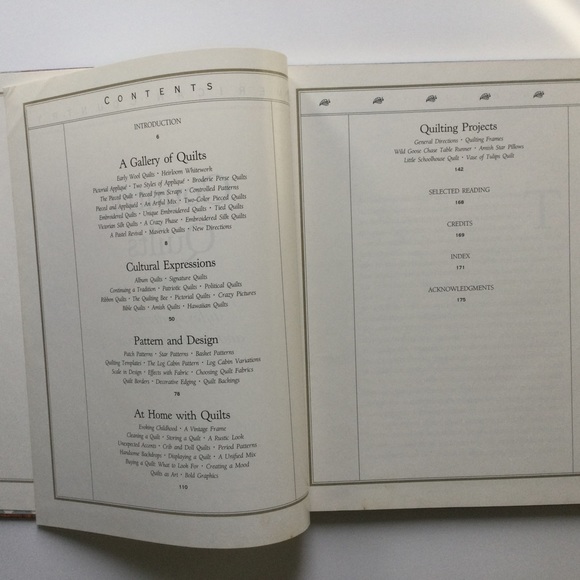 CONTENTS
INTRODUCTION
6
A Gallery of Quilts
Early Wool Quilts • Heirloom Whitework
Pictorial Appliqué • Two Styles of Appliqué • Broderie Perse Quilts
The Pieced Quilt • Pieced from Scraps • Controlled Patterns
Pieced and Appliquéd • An Artful Mix • Two-Color Pieced Quilts
Embroidered Quilts • Unique Embroidered Quilts • Tied Quilts
Victorian Silk Quilts • A Crazy Phase • Embroidered Silk Quilts
A Pastel Revival • Maverick Quilts • New Directions
8
Cultural Expressions
Album Quilts • Signature Quilts
Continuing a Tradition • Patriotic Quilts • Political Quilts
Ribbon Quilts • The Quilting Bee • Pictorial Quilts • Crazy Pictures
Bible Quilts • Amish Quilts • Hawaiian Quilts
50
Pattern and Design
Patch Patterns • Star Patterns • Basket Patterns
Quilting Templates • The Log Cabin Pattern • Log Cabin Variations
Scale in Design • Effects with Fabric • Choosing Quilt Fabrics
Quilt Borders • Decorative Edging • Quilt Backings
78
At Home with Quilts
Evoking Childhood • A Vintage Frame
Cleaning a Quilt • Storing a Quilt • A Rustic Look
Unexpected Accents • Crib and Doll Quilts • Period Patterns
Handsome Backdrops • Displaying a Quilt • A Unified Mix
Buying a Quilt: What to Look For • Creating a Mood
Quilts as Art • Bold Graphics
110
Quilting Projects
General Directions • Quilting Frames
Wild Goose Chase Table Runner • Amish Star Pillows
Little Schoolhouse Quilt • Vase of Tulips Quilt
142
SELECTED READING
168
CREDITS
169
INDEX
171
ACKNOWLEDGMENTS
175